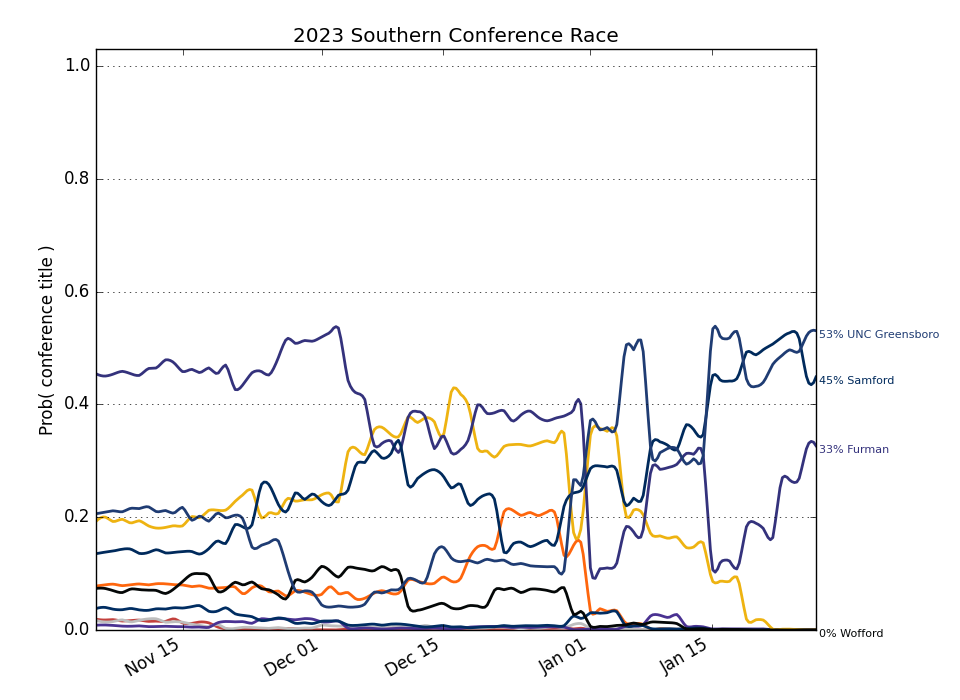 2023 Southern Conference Race
Prob( conference title )
1.0
0.8
0.6
0.4
0.2
0.0
Nov 15
Dec 01
Dec 15
Jan 01
Jan 15
53% UNC Greensboro
45% Samford
33% Furman
0% Wofford